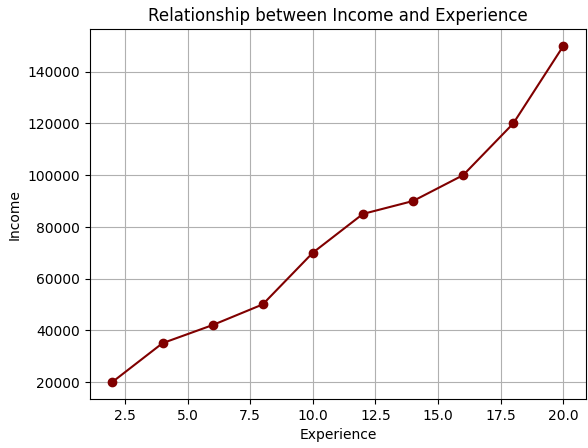 Relationship between Income and Experience
140000
120000
100000
80000
60000
40000
20000
Income
2.5 5.0 7.5 10.0 12.5 15.0 17.5 20.0
Experience